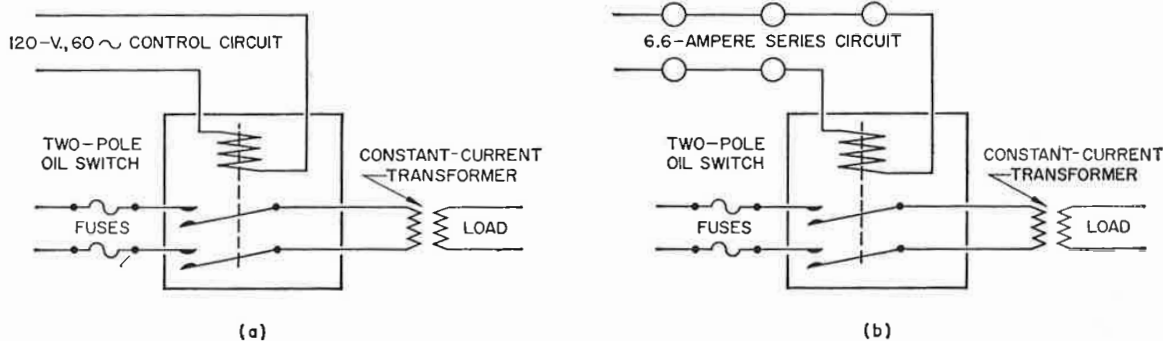 120-V., 60 ~ CONTROL CIRCUIT
TWO-POLE
OIL SWITCH
CONSTANT-CURRENT
TRANSFORMER
FUSES
LOAD
(a)
6.6-AMPERE SERIES CIRCUIT
TWO-POLE
OIL SWITCH
CONSTANT-CURRENT
TRANSFORMER
FUSES
LOAD
(b)